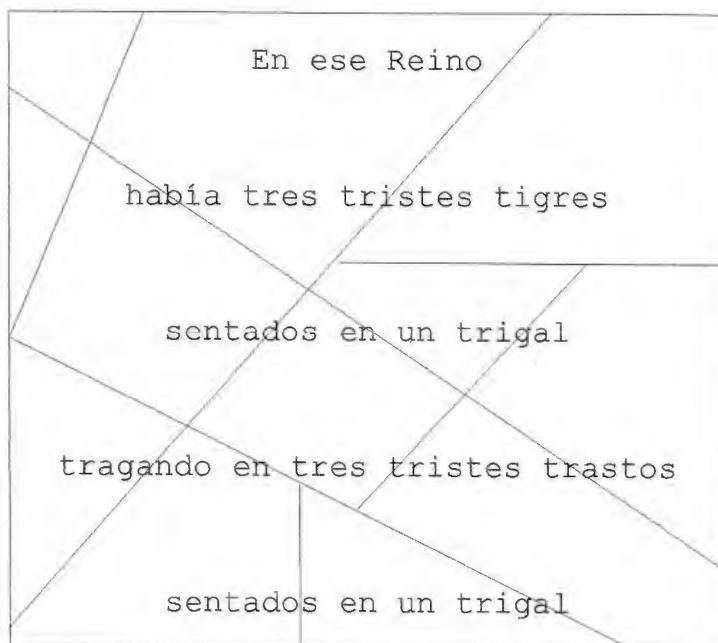 En ese Reino
había tres tristes tigres
sentados en un trigal
tragando en tres tristes trastos
sentados en un trigal